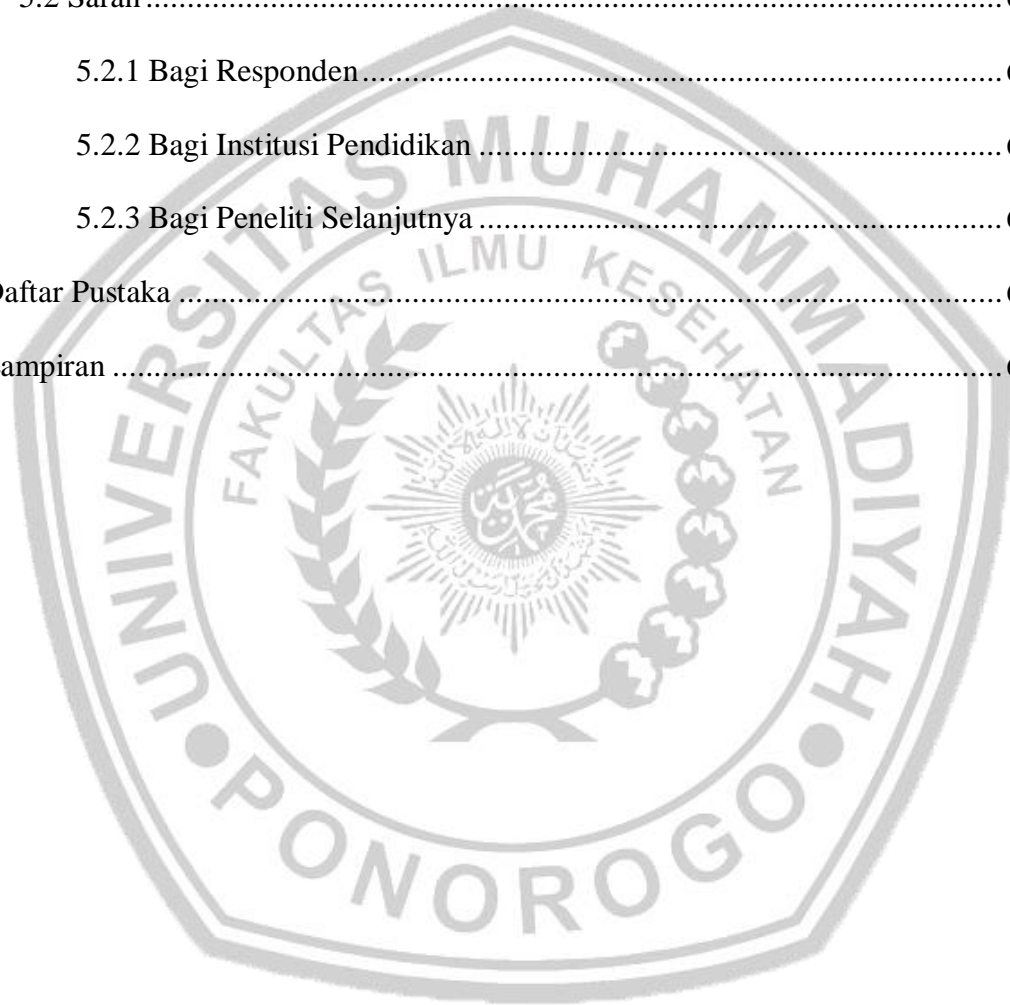 5.2 Saran
5.2.1 Bagi Responden
5.2.2 Bagi Institusi Pendidikan
5.2.3 Bagi Peneliti Selanjutnya
Daftar Pustaka
ampiran
UNIVERSITAS MUHAMMADIYAH
FAKULTAS ILMU KESEHATAN
PONOROGO